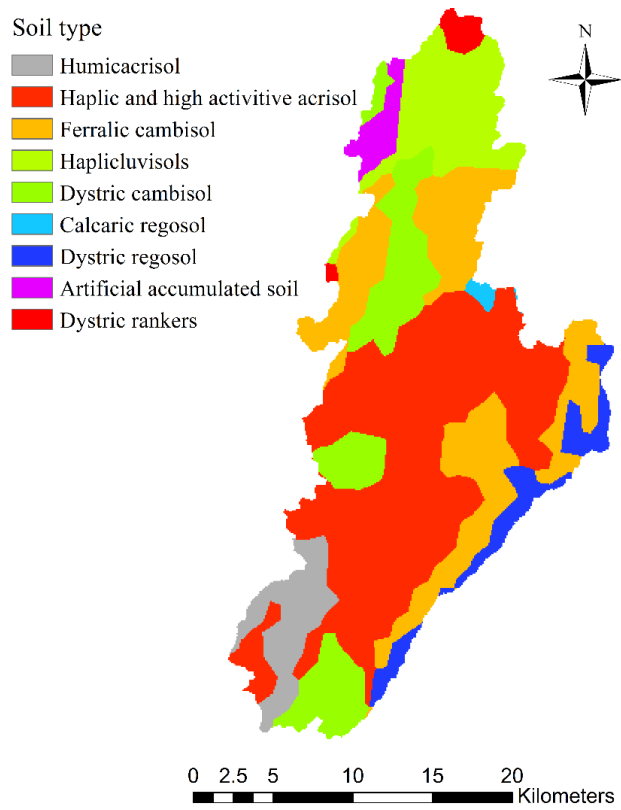 Soil type
N
Humicacrisol
Haplic and high activitive acrisol
Ferralic cambisol
Haplicluvisols
Dystric cambisol
Calcaric regosol
Dystric regosol
Artificial accumulated soil
Dystric rankers
0 2.5 5 10 15 20
Kilometers